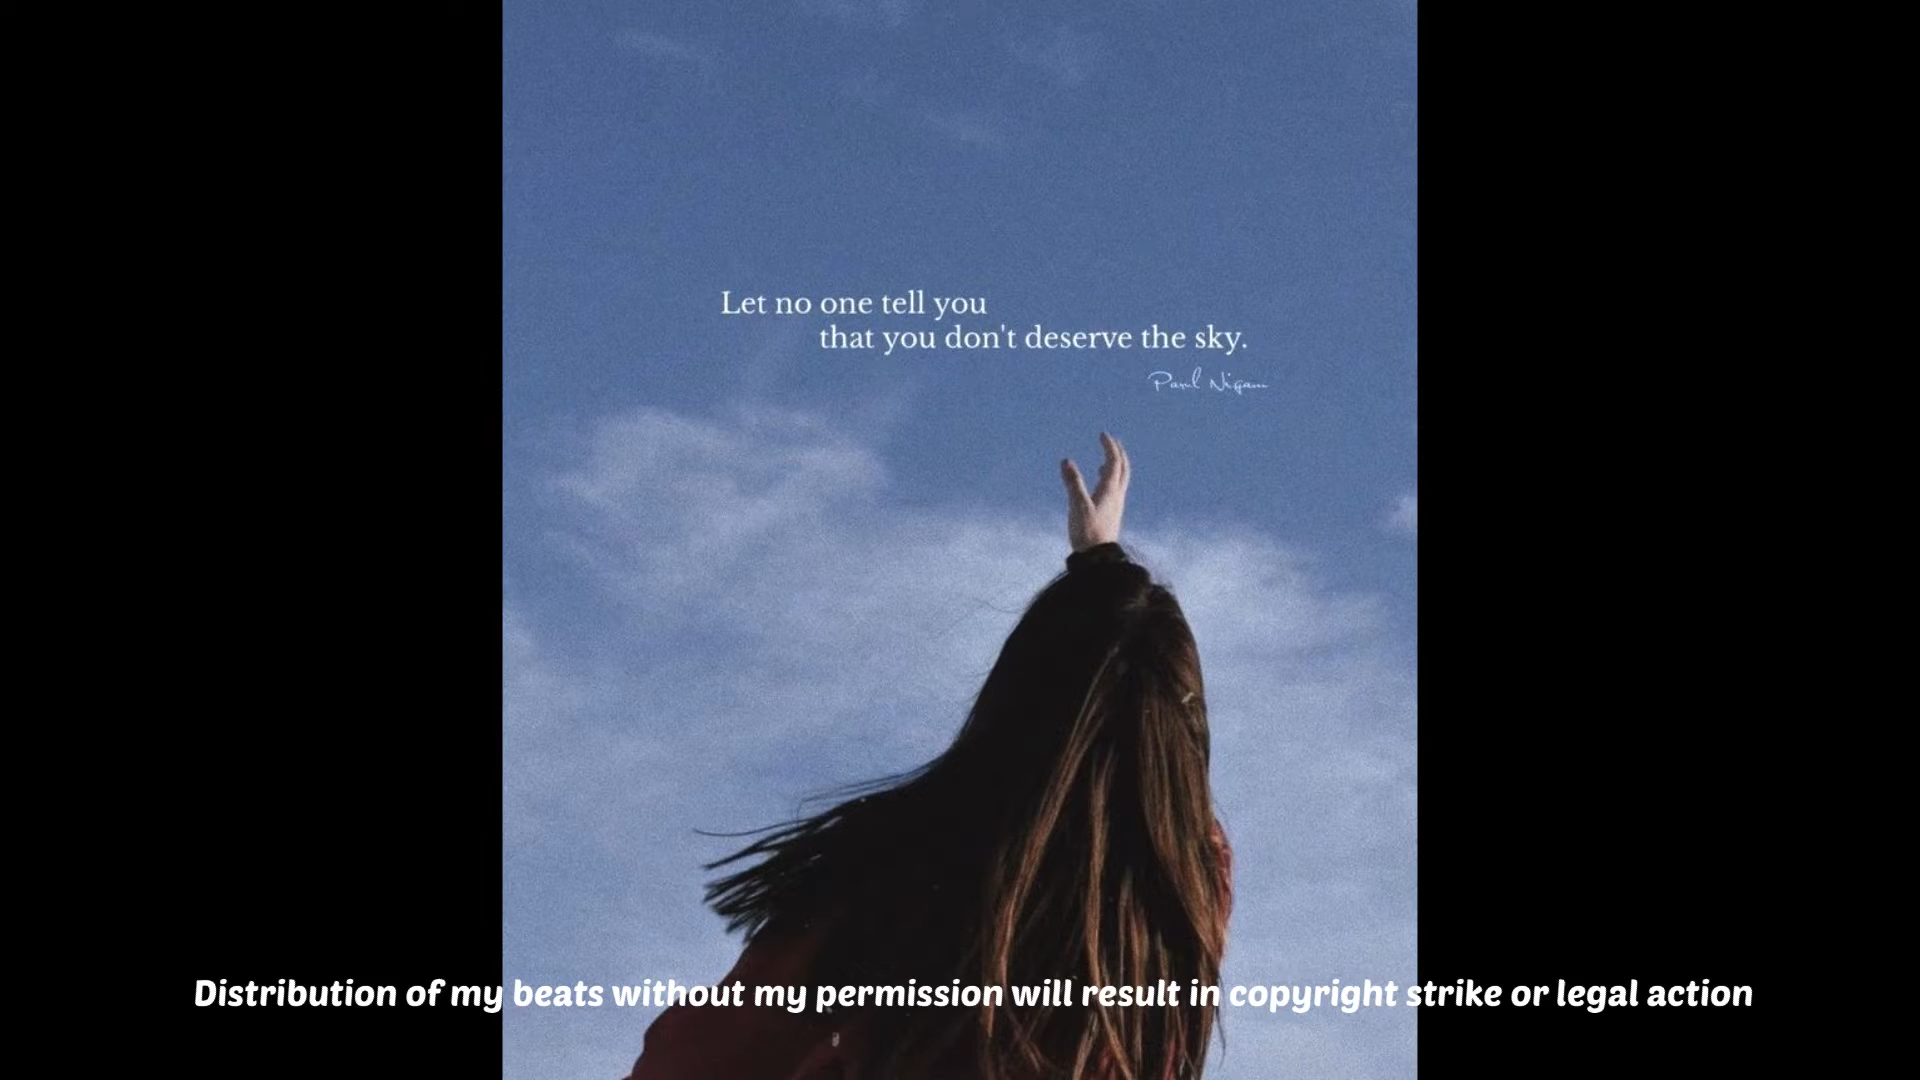 Let no one tell you
that you don't deserve the sky.
Parul Nigam
Distribution of my beats without my permission will result in copyright strike or legal action